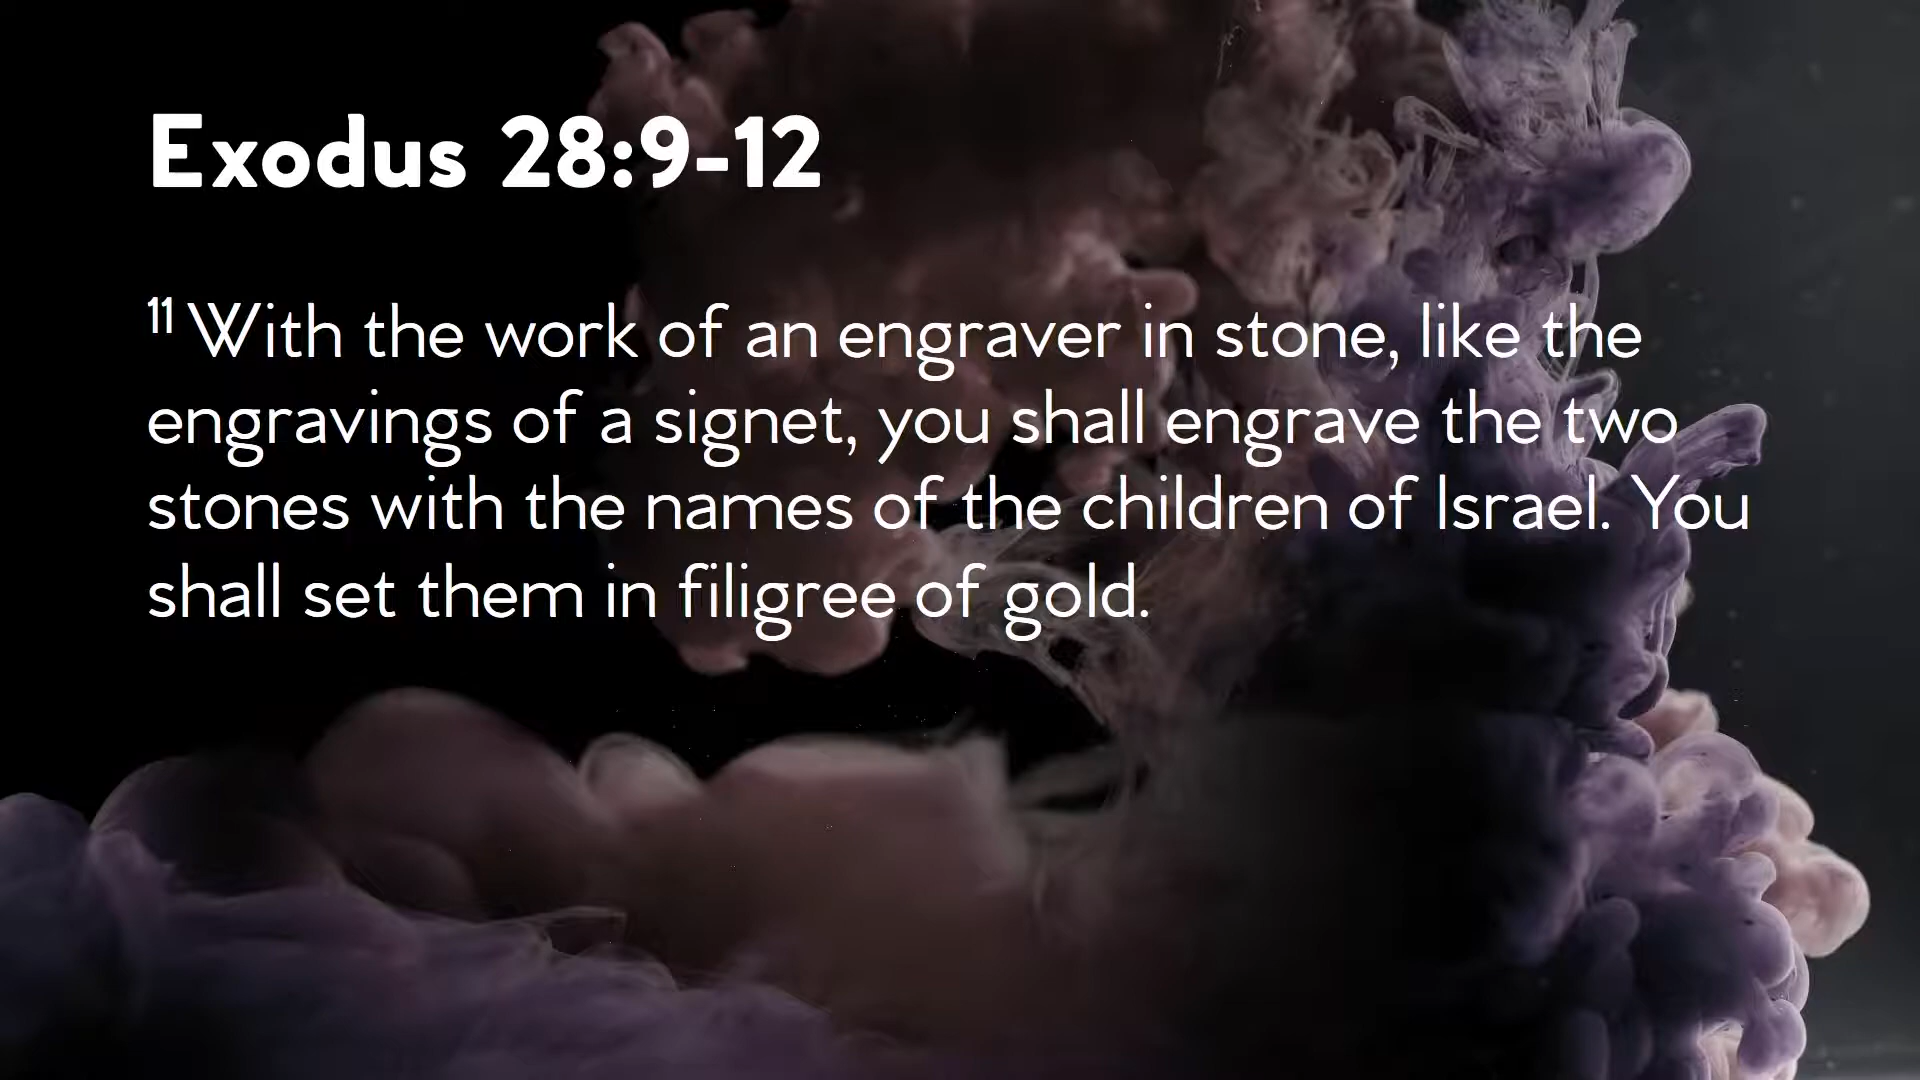 Exodus 28:9-12
11 With the work of an engraver in stone, like the
engravings of a signet, you shall engrave the two
stones with the names of the children of Israel. You
shall set them in filigree of gold.